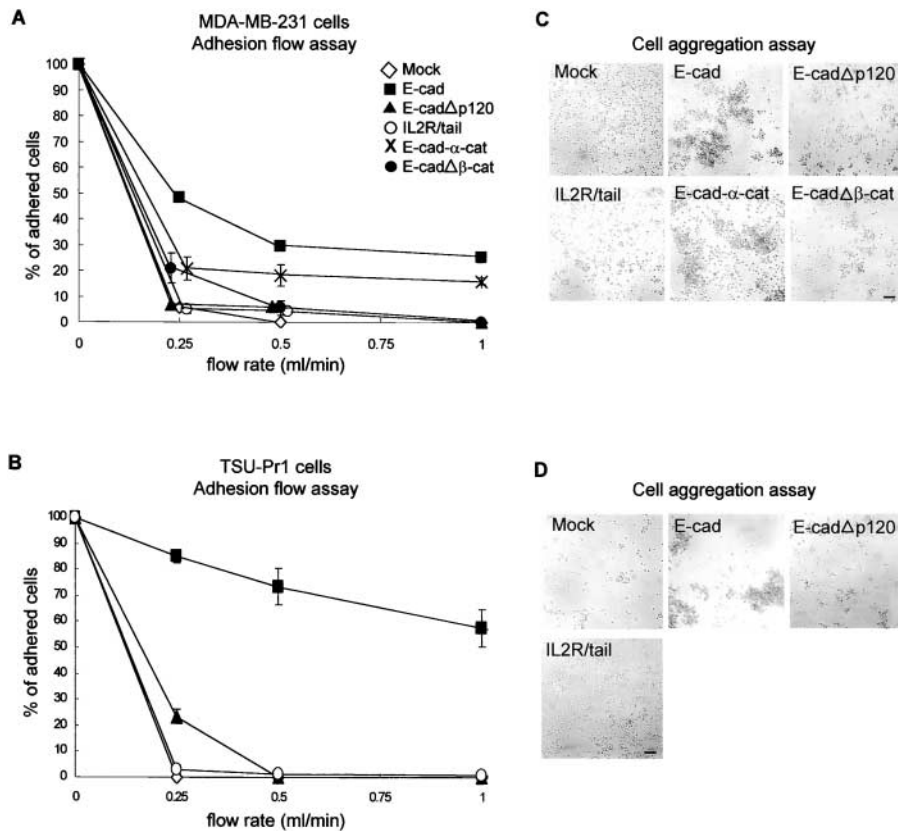 A
MDA-MB-231 cells
Adhesion flow assay
% of adhered cells
100
90
80
70
60
50
40
30
20
10
0
0
0.25
0.5
0.75
1
flow rate (ml/min)
Mock
E-cad
E-cadΔp120
IL2R/tail
E-cad-α-cat
E-cadΔβ-cat
C
Cell aggregation assay
Mock
E-cad
E-cadΔp120
IL2R/tail
E-cad-α-cat
E-cadΔβ-cat
B
TSU-Pr1 cells
Adhesion flow assay
% of adhered cells
100
90
80
70
60
50
40
30
20
10
0
0
0.25
0.5
0.75
1
flow rate (ml/min)
D
Cell aggregation assay
Mock
E-cad
E-cadΔp120
IL2R/tail